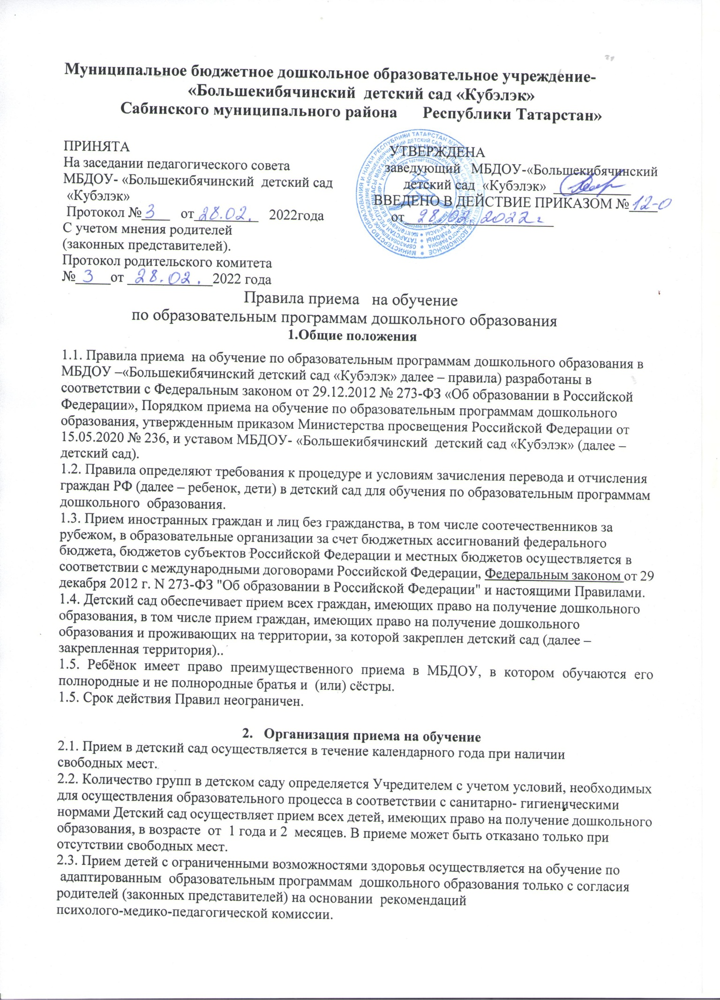 Муниципальное бюджетное дошкольное образовательное учреждение-
«Большекибячинский детский сад «Кубэлэк»
Сабинского муниципального района Республики Татарстан»
ПРИНЯТА
На заседании педагогического совета
МБДОУ- «Большекибячинский детский сад
«Кубэлэк»
Протокол № 3 от 28.02. 2022года
С учетом мнения родителей
(законных представителей).
Протокол родительского комитета
№ 3 от 28.02. 2022 года
УТВЕРЖДЕНА
заведующий МБДОУ-«Большекибячинский
детский сад «Кубэлэк»
ВВЕДЕНО В ДЕЙСТВИЕ ПРИКАЗОМ № 12-0
от 28.02.2022 г
Правила приема на обучение
по образовательным программам дошкольного образования
1.Общие положения
1.1. Правила приема на обучение по образовательным программам дошкольного образования в
МБДОУ –«Большекибячинский детский сад «Кубэлэк» далее – правила) разработаны в
соответствии с Федеральным законом от 29.12.2012 № 273-ФЗ «Об образовании в Российской
Федерации», Порядком приема на обучение по образовательным программам дошкольного
образования, утвержденным приказом Министерства просвещения Российской Федерации от
15.05.2020 № 236, и уставом МБДОУ- «Большекибячинский детский сад «Кубэлэк» (далее –
детский сад).
1.2. Правила определяют требования к процедуре и условиям зачисления перевода и отчисления
граждан РФ (далее – ребенок, дети) в детский сад для обучения по образовательным программам
дошкольного образования.
1.3. Прием иностранных граждан и лиц без гражданства, в том числе соотечественников за
рубежом, в образовательные организации за счет бюджетных ассигнований федерального
бюджета, бюджетов субъектов Российской Федерации и местных бюджетов осуществляется в
соответствии с международными договорами Российской Федерации, Федеральным законом от 29
декабря 2012 г. N 273-ФЗ "Об образовании в Российской Федерации" и настоящими Правилами.
1.4. Детский сад обеспечивает прием всех граждан, имеющих право на получение дошкольного
образования, в том числе прием граждан, имеющих право на получение дошкольного
образования и проживающих на территории, за которой закреплен детский сад (далее –
закрепленная территория)..
1.5. Ребёнок имеет право преимущественного приема в МБДОУ, в котором обучаются его
полнородные и не полнородные братья и (или) сёстры.
1.5. Срок действия Правил неограничен.
2. Организация приема на обучение
2.1. Прием в детский сад осуществляется в течение календарного года при наличии
свободных мест.
2.2. Количество групп в детском саду определяется Учредителем с учетом условий, необходимых
для осуществления образовательного процесса в соответствии с санитарно- гигиеническими
нормами Детский сад осуществляет прием всех детей, имеющих право на получение дошкольного
образования, в возрасте от 1 года и 2 месяцев. В приеме может быть отказано только при
отсутствии свободных мест.
2.3. Прием детей с ограниченными возможностями здоровья осуществляется на обучение по
адаптированным образовательным программам дошкольного образования только с согласия
родителей (законных представителей) на основании рекомендаций
психолого-медико-педагогической комиссии.